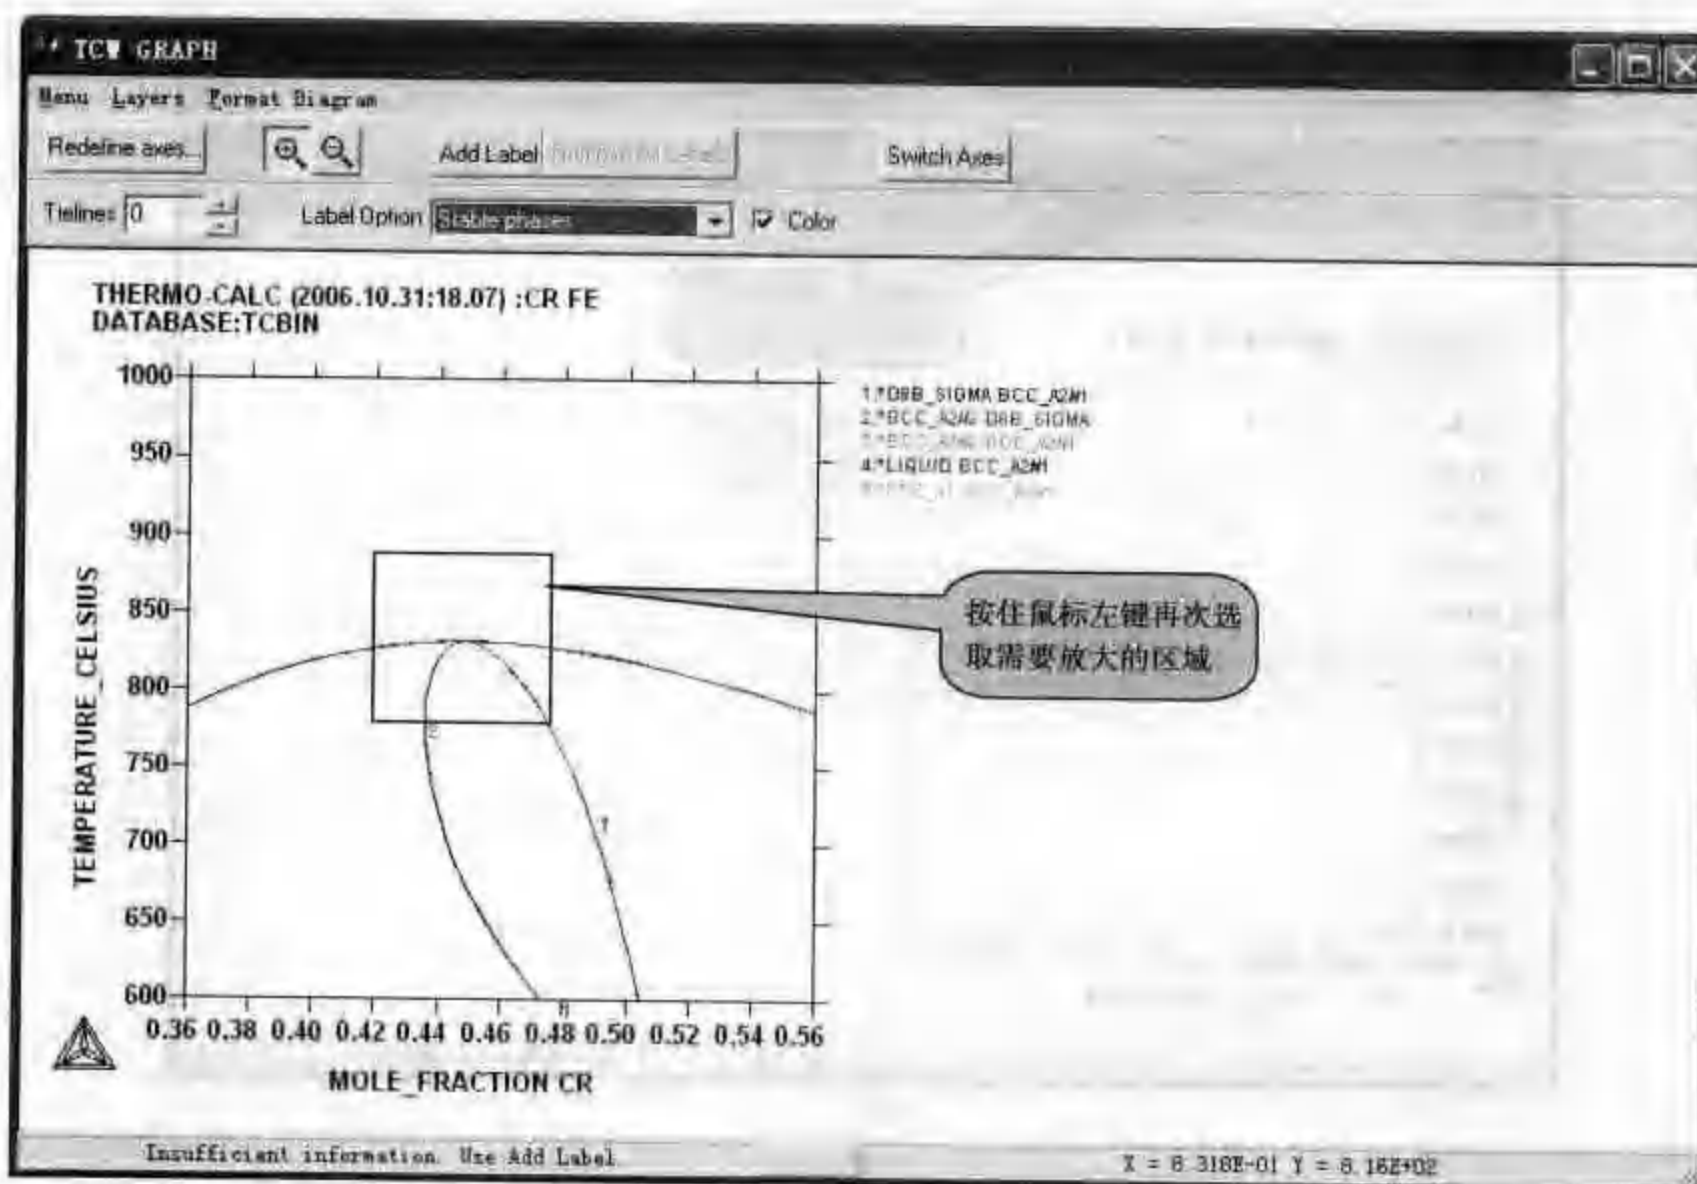 TCW GRAPH
Menu Layers Format Diagram
Redefine axes... Add Label Switch Axes
Tielines 0 Label Option Stable phases Color
THERMO-CALC (2006.10.31:18.07) :CR FE
DATABASE:TCBIN
1000
950
900
850
800
750
700
650
600
TEMPERATURE_CELSIUS
0.36 0.38 0.40 0.42 0.44 0.46 0.48 0.50 0.52 0.54 0.56
MOLE_FRACTION CR
1:*D8B_SIGMA BCC_A2#1
2:*BCC_A2#2 D8B_SIGMA
4:*LIQUID BCC_A2#1
按住鼠标左键再次选
取需要放大的区域
1
Insufficient information. Use Add Label
X = 8.318E-01 Y = 8.16E+02